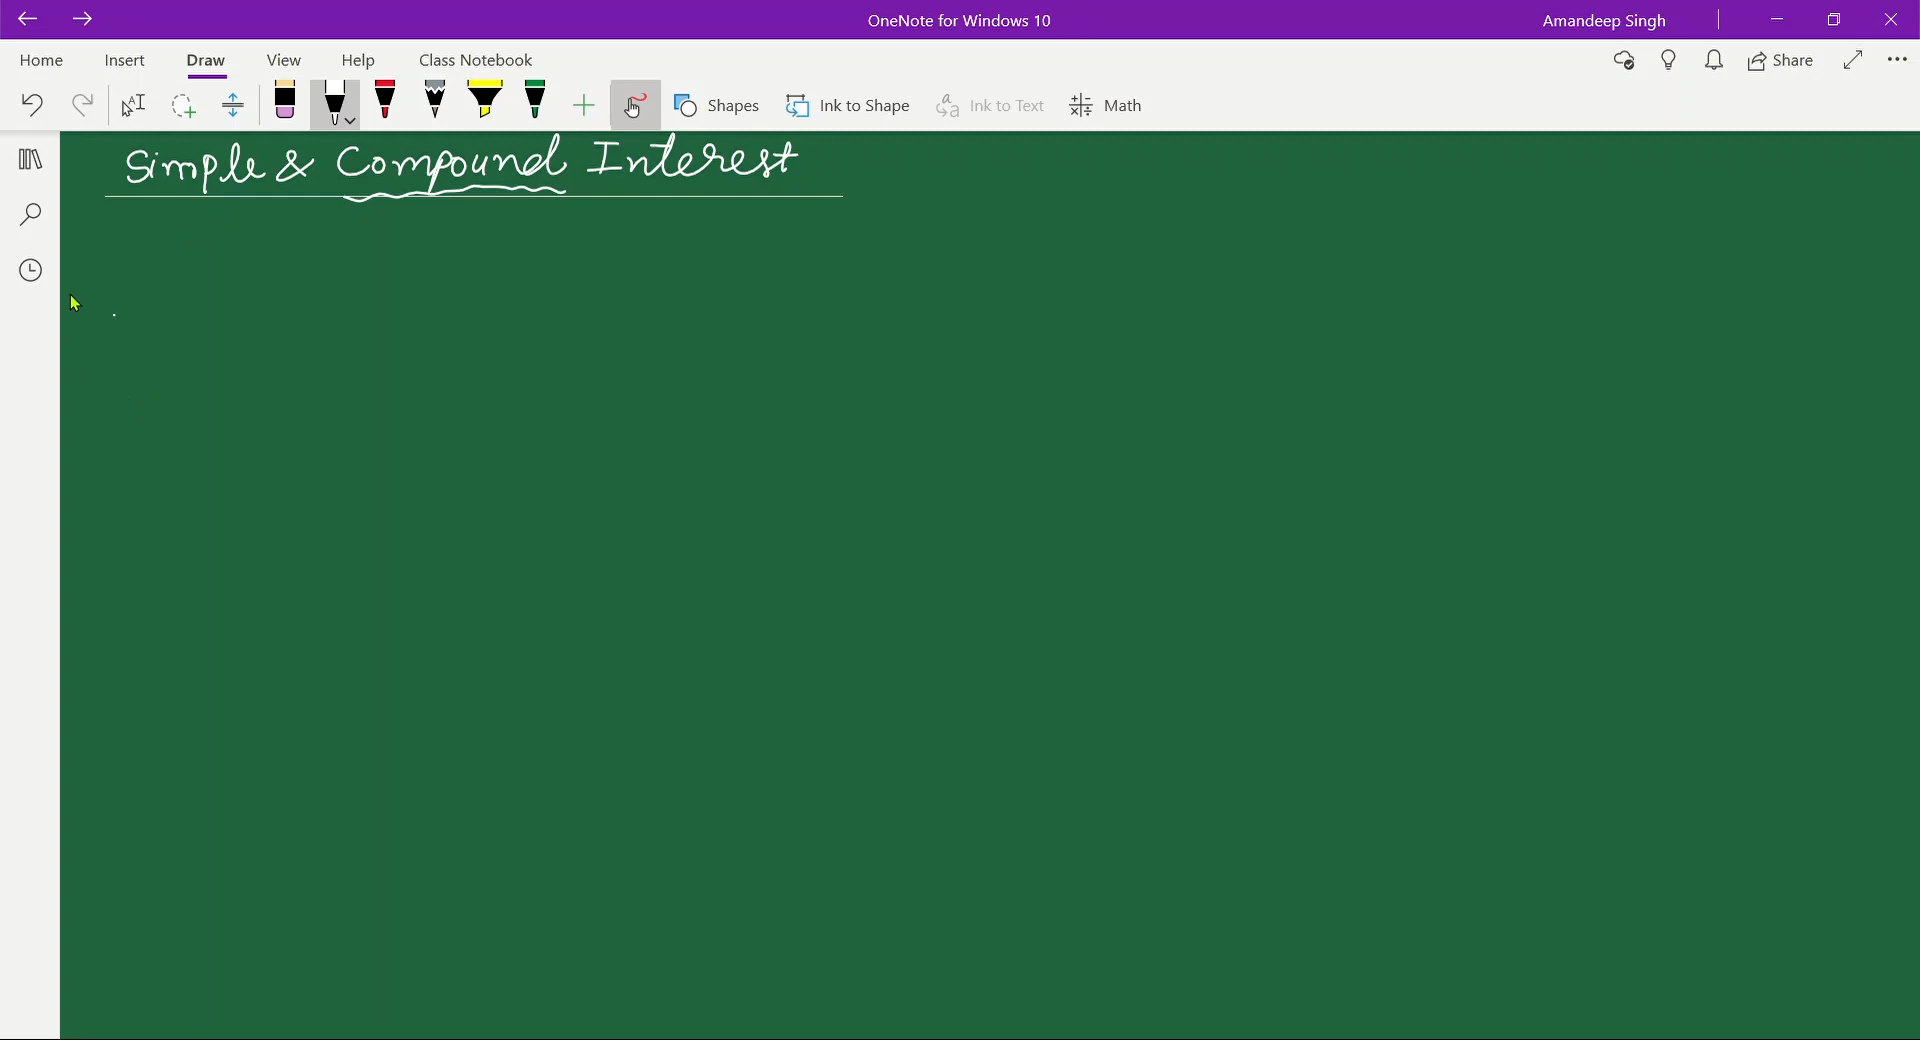 OneNote for Windows 10
Amandeep Singh
Home Insert Draw View Help Class Notebook Share
Shapes Ink to Shape Ink to Text Math
Simple & Compound Interest